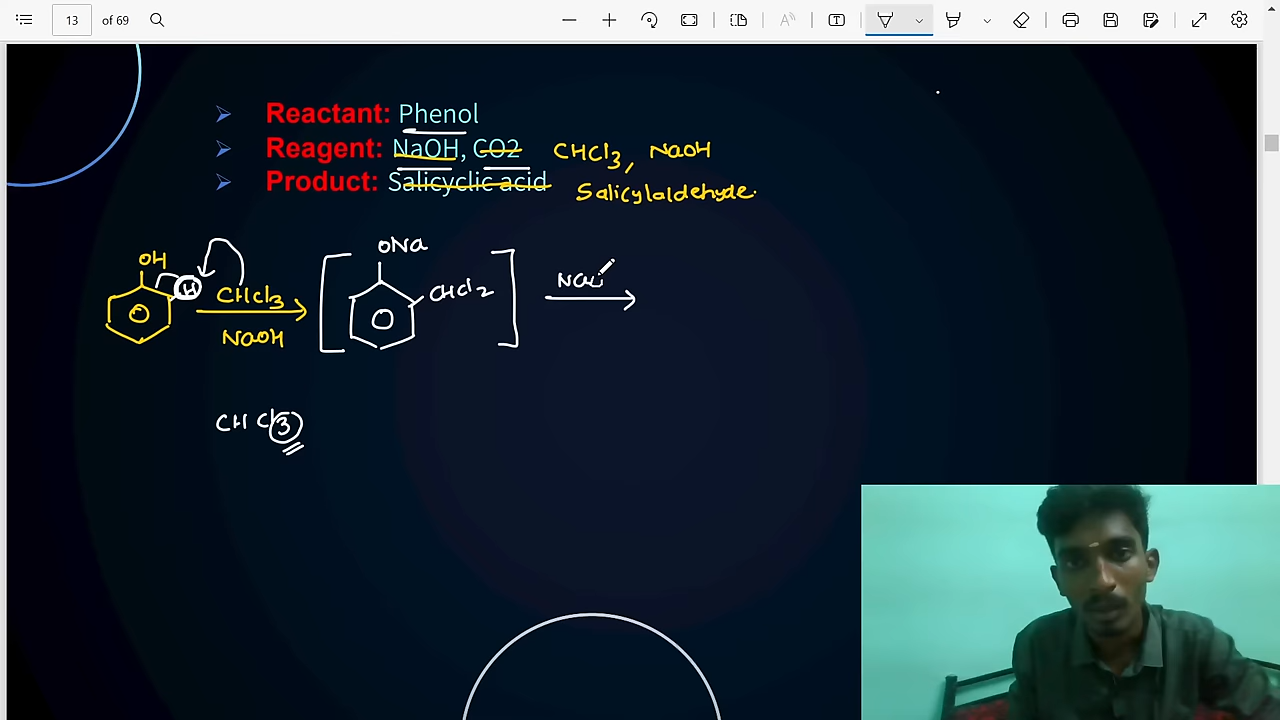 13 of 69
Reactant: Phenol
Reagent: NaOH, CO2 CHCl3, NaOH
Product: Salicyclic acid Salicylaldehyde.
OH
H
CHCl3
NaOH
ONa
CHCl2
CHCl3